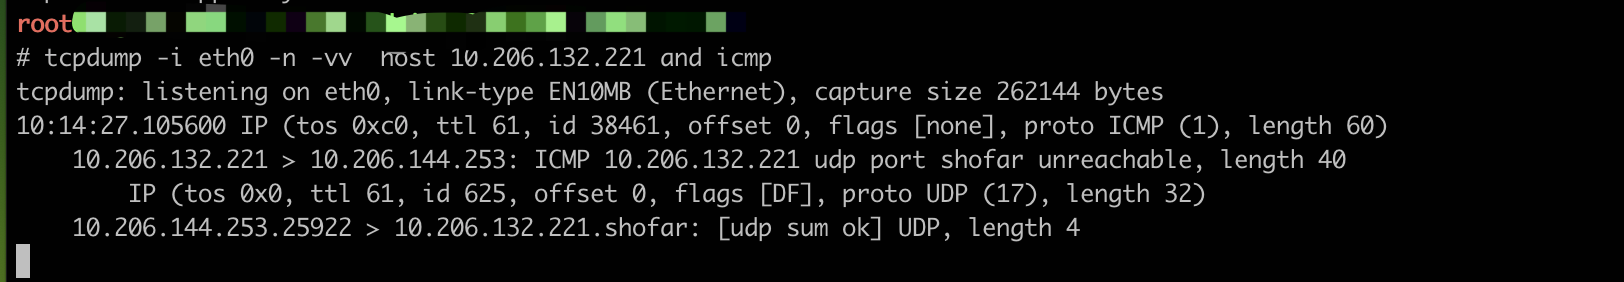 root
# tcpdump -i eth0 -n -vv  host 10.206.132.221 and icmp
tcpdump: listening on eth0, link-type EN10MB (Ethernet), capture size 262144 bytes
10:14:27.105600 IP (tos 0xc0, ttl 61, id 38461, offset 0, flags [none], proto ICMP (1), length 60)
    10.206.132.221 > 10.206.144.253: ICMP 10.206.132.221 udp port shofar unreachable, length 40
        IP (tos 0x0, ttl 61, id 625, offset 0, flags [DF], proto UDP (17), length 32)
    10.206.144.253.25922 > 10.206.132.221.shofar: [udp sum ok] UDP, length 4